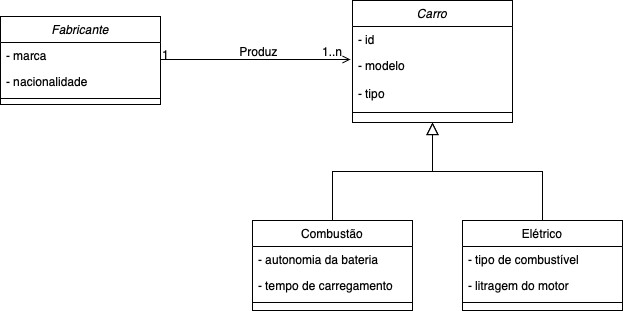 Fabricante
- marca
- nacionalidade
1
Produz
1..n
Carro
- id
- modelo
- tipo
Combustão
- autonomia da bateria
- tempo de carregamento
Elétrico
- tipo de combustível
- litragem do motor